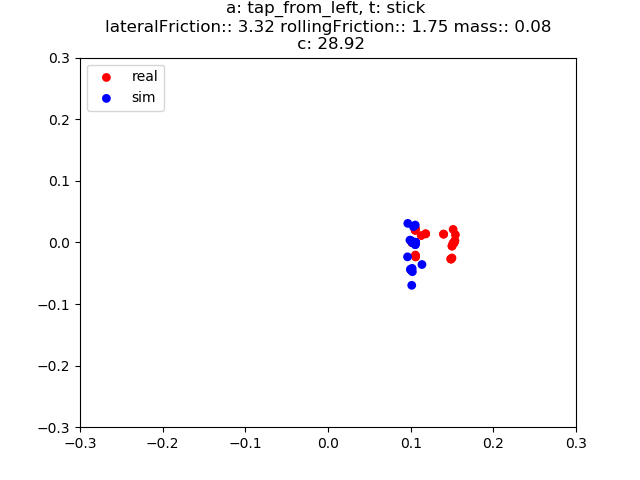 a: tap_from_left, t: stick
lateralFriction:: 3.32 rollingFriction:: 1.75 mass:: 0.08
c: 28.92
real
sim
0.3
0.2
0.1
0.0
−0.1
−0.2
−0.3
−0.3
−0.2
−0.1
0.0
0.1
0.2
0.3